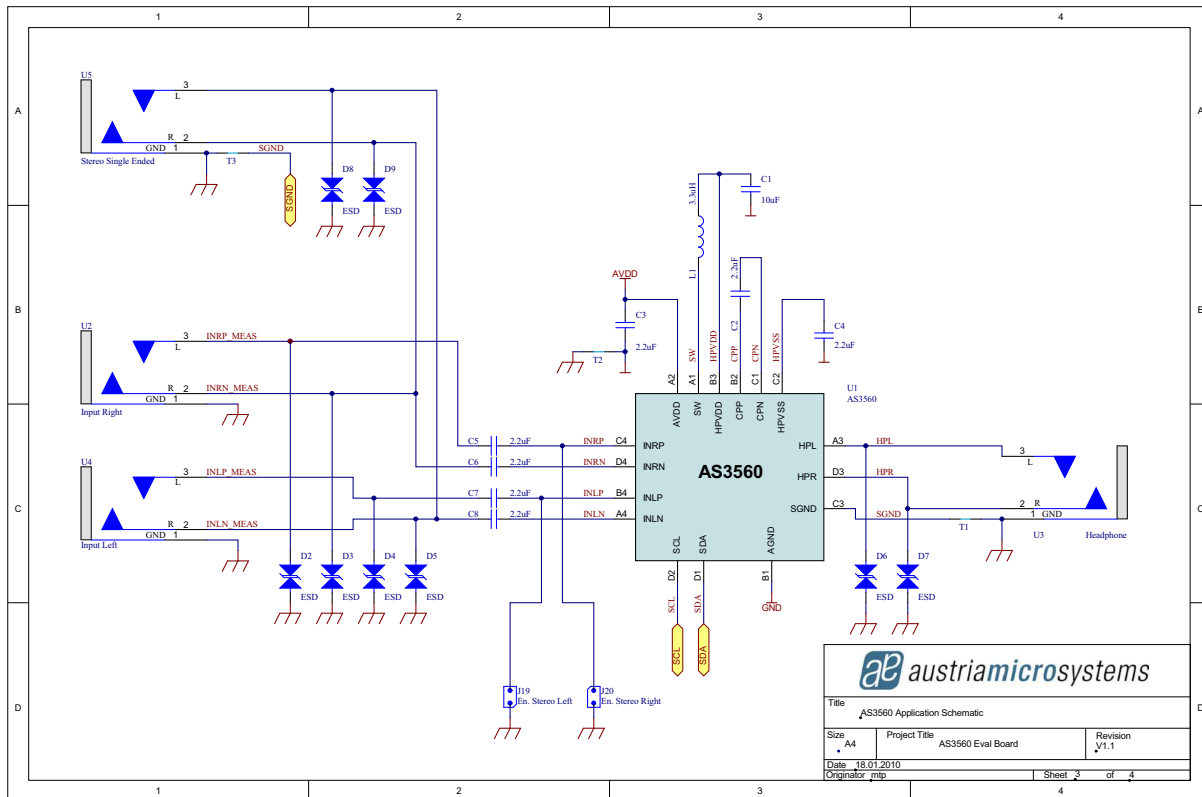 1 2 3 4
A
B
C
D
A
B
C
D
U5
3
L
R 2
GND 1
Stereo Single Ended
T3
SGND
SGND
D8
ESD
D9
ESD
U2
3 INRP_MEAS
L
R 2 INRN_MEAS
GND 1
Input Right
U4
3 INLP_MEAS
L
R 2 INLN_MEAS
GND 1
Input Left
D2
ESD
D3
ESD
D4
ESD
D5
ESD
C5 2.2uF INRP C4
C6 2.2uF INRN D4
C7 2.2uF INLP B4
C8 2.2uF INLN A4
AVDD
C3
2.2uF
T2
3.3uH
L1
C1
10uF
2.2uF
C2
C4
2.2uF
SW
HPVDD
CPP
CPN
HPVSS
A2
A1
B3
B2
C1
C2
U1
AS3560
AVDD
SW
HPVDD
CPP
CPN
HPVSS
INRP
INRN
INLP
INLN
AS3560
HPL
HPR
SGND
SCL
SDA
AGND
A3 HPL
D3 HPR
C3 SGND
T1
3
L
2 R
1 GND
U3
Headphone
D6
ESD
D7
ESD
D2
D1
B1
SCL
SDA
GND
SCL
SDA
J19
En. Stereo Left
J20
En. Stereo Right
austriamicrosystems
Title
AS3560 Application Schematic
Size
A4
Project Title
AS3560 Eval Board
Revision
V1.1
Date 18.01.2010
Originator mtp
Sheet 3 of 4
1 2 3 4